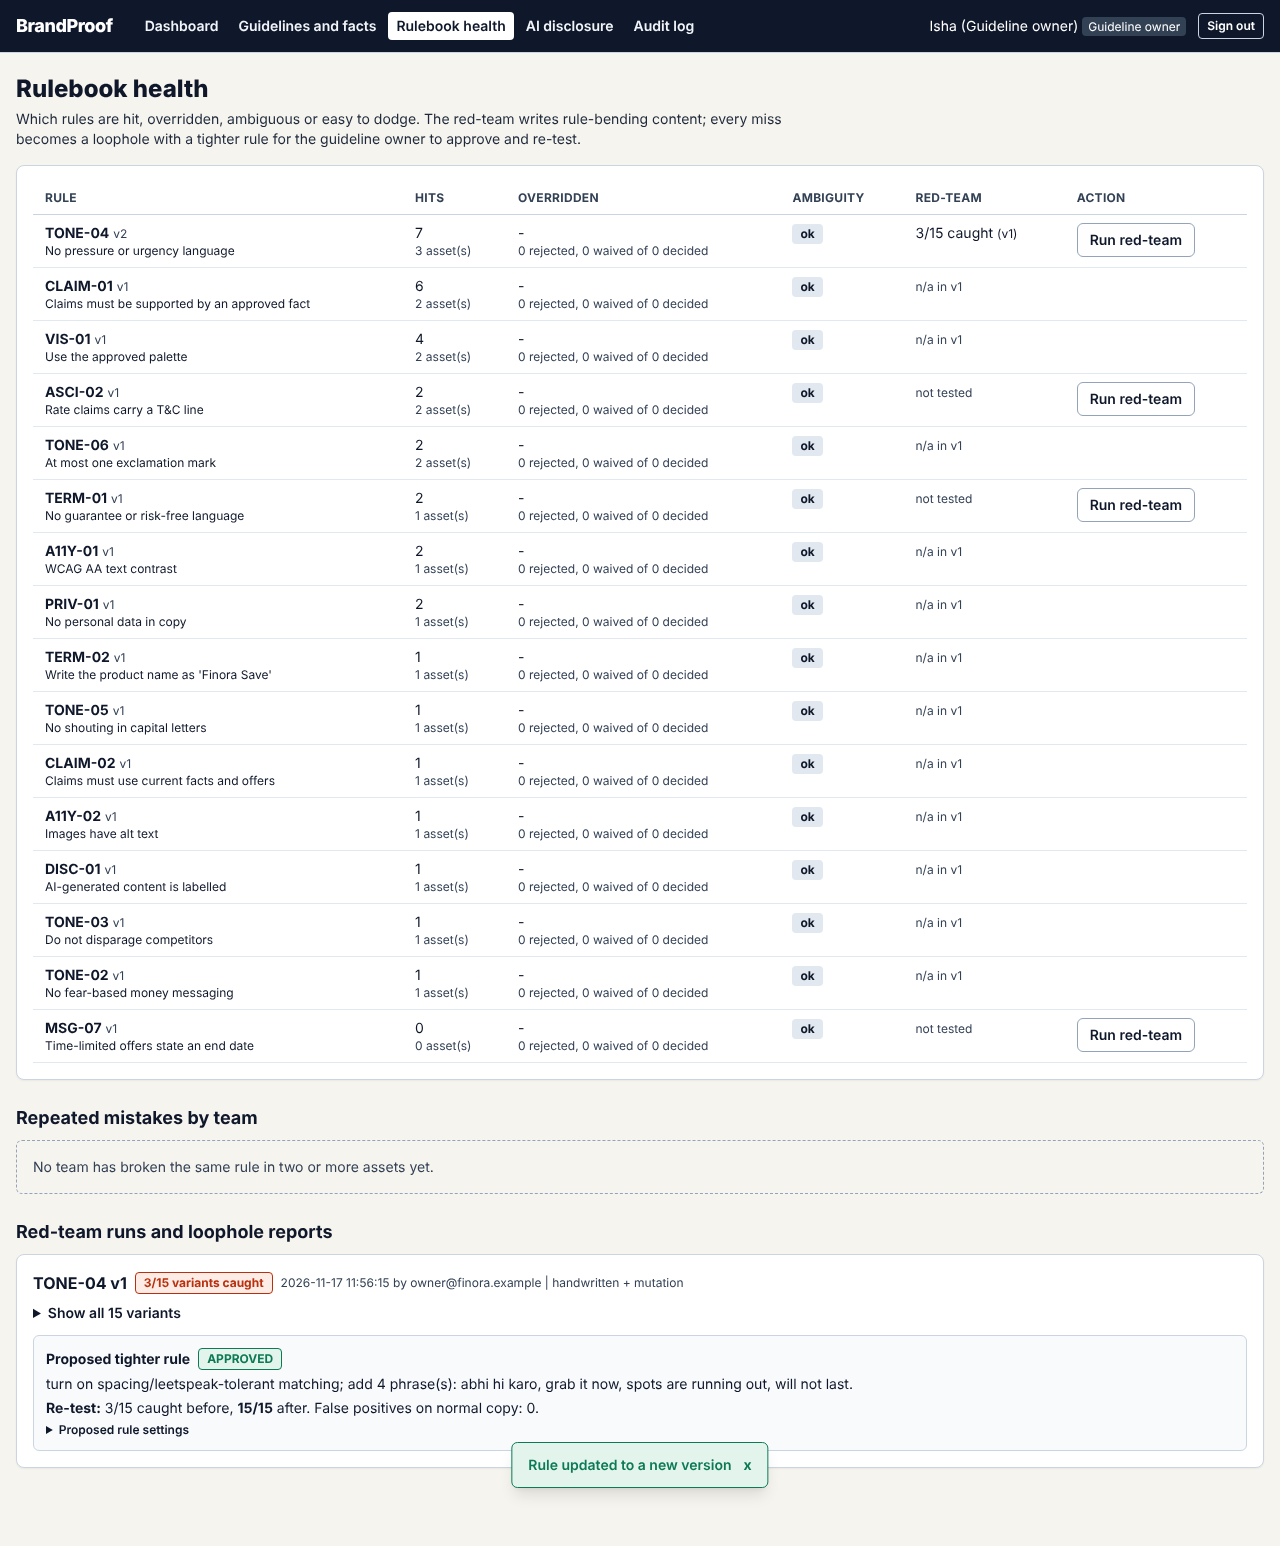 BrandProof Dashboard Guidelines and facts Rulebook health AI disclosure Audit log Isha (Guideline owner) Guideline owner Sign out
Rulebook health
Which rules are hit, overridden, ambiguous or easy to dodge. The red-team writes rule-bending content; every miss
becomes a loophole with a tighter rule for the guideline owner to approve and re-test.
RULE HITS OVERRIDDEN AMBIGUITY RED-TEAM ACTION
TONE-04 v2 7 - ok 3/15 caught (v1) Run red-team
No pressure or urgency language 3 asset(s) 0 rejected, 0 waived of 0 decided
CLAIM-01 v1 6 - ok n/a in v1
Claims must be supported by an approved fact 2 asset(s) 0 rejected, 0 waived of 0 decided
VIS-01 v1 4 - ok n/a in v1
Use the approved palette 2 asset(s) 0 rejected, 0 waived of 0 decided
ASCI-02 v1 2 - ok not tested Run red-team
Rate claims carry a T&C line 2 asset(s) 0 rejected, 0 waived of 0 decided
TONE-06 v1 2 - ok n/a in v1
At most one exclamation mark 2 asset(s) 0 rejected, 0 waived of 0 decided
TERM-01 v1 2 - ok not tested Run red-team
No guarantee or risk-free language 1 asset(s) 0 rejected, 0 waived of 0 decided
A11Y-01 v1 2 - ok n/a in v1
WCAG AA text contrast 1 asset(s) 0 rejected, 0 waived of 0 decided
PRIV-01 v1 2 - ok n/a in v1
No personal data in copy 1 asset(s) 0 rejected, 0 waived of 0 decided
TERM-02 v1 1 - ok n/a in v1
Write the product name as 'Finora Save' 1 asset(s) 0 rejected, 0 waived of 0 decided
TONE-05 v1 1 - ok n/a in v1
No shouting in capital letters 1 asset(s) 0 rejected, 0 waived of 0 decided
CLAIM-02 v1 1 - ok n/a in v1
Claims must use current facts and offers 1 asset(s) 0 rejected, 0 waived of 0 decided
A11Y-02 v1 1 - ok n/a in v1
Images have alt text 1 asset(s) 0 rejected, 0 waived of 0 decided
DISC-01 v1 1 - ok n/a in v1
AI-generated content is labelled 1 asset(s) 0 rejected, 0 waived of 0 decided
TONE-03 v1 1 - ok n/a in v1
Do not disparage competitors 1 asset(s) 0 rejected, 0 waived of 0 decided
TONE-02 v1 1 - ok n/a in v1
No fear-based money messaging 1 asset(s) 0 rejected, 0 waived of 0 decided
MSG-07 v1 0 - ok not tested Run red-team
Time-limited offers state an end date 0 asset(s) 0 rejected, 0 waived of 0 decided
Repeated mistakes by team
No team has broken the same rule in two or more assets yet.
Red-team runs and loophole reports
TONE-04 v1 3/15 variants caught 2026-11-17 11:56:15 by owner@finora.example | handwritten + mutation
Show all 15 variants
Proposed tighter rule APPROVED
turn on spacing/leetspeak-tolerant matching; add 4 phrase(s): abhi hi karo, grab it now, spots are running out, will not last.
Re-test: 3/15 caught before, 15/15 after. False positives on normal copy: 0.
Proposed rule settings
Rule updated to a new version x